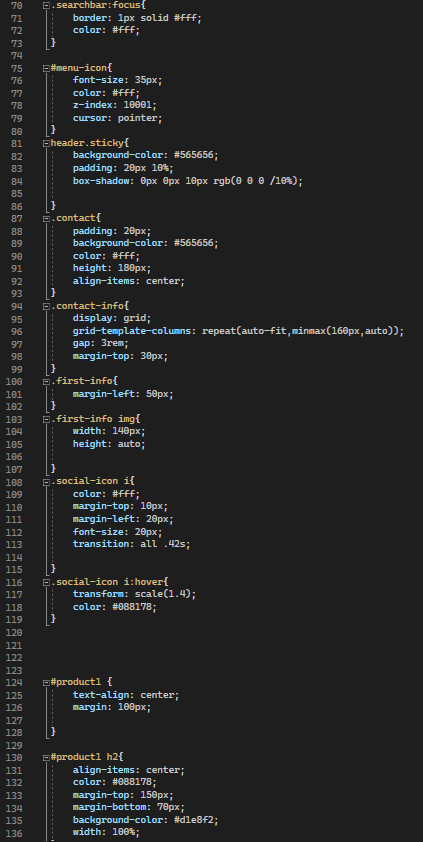 70 .searchbar:focus{
71 border: 1px solid #fff;
72 color: #fff;
73 }
74
75 #menu-icon{
76 font-size: 35px;
77 color: #fff;
78 z-index: 10001;
79 cursor: pointer;
80 }
81 header.sticky{
82 background-color: #565656;
83 padding: 20px 10%;
84 box-shadow: 0px 0px 10px rgb(0 0 0 /10%);
85
86 }
87 .contact{
88 padding: 20px;
89 background-color: #565656;
90 color: #fff;
91 height: 180px;
92 align-items: center;
93 }
94 .contact-info{
95 display: grid;
96 grid-template-columns: repeat(auto-fit,minmax(160px,auto));
97 gap: 3rem;
98 margin-top: 30px;
99 }
100 .first-info{
101 margin-left: 50px;
102 }
103 .first-info img{
104 width: 140px;
105 height: auto;
106
107 }
108 .social-icon i{
109 color: #fff;
110 margin-top: 10px;
111 margin-left: 20px;
112 font-size: 20px;
113 transition: all .42s;
114
115 }
116 .social-icon i:hover{
117 transform: scale(1.4);
118 color: #088178;
119 }
120
121
122
123
124 #product1 {
125 text-align: center;
126 margin: 100px;
127
128 }
129
130 #product1 h2{
131 align-items: center;
132 color: #088178;
133 margin-top: 150px;
134 margin-bottom: 70px;
135 background-color: #d1e8f2;
136 width: 100%;